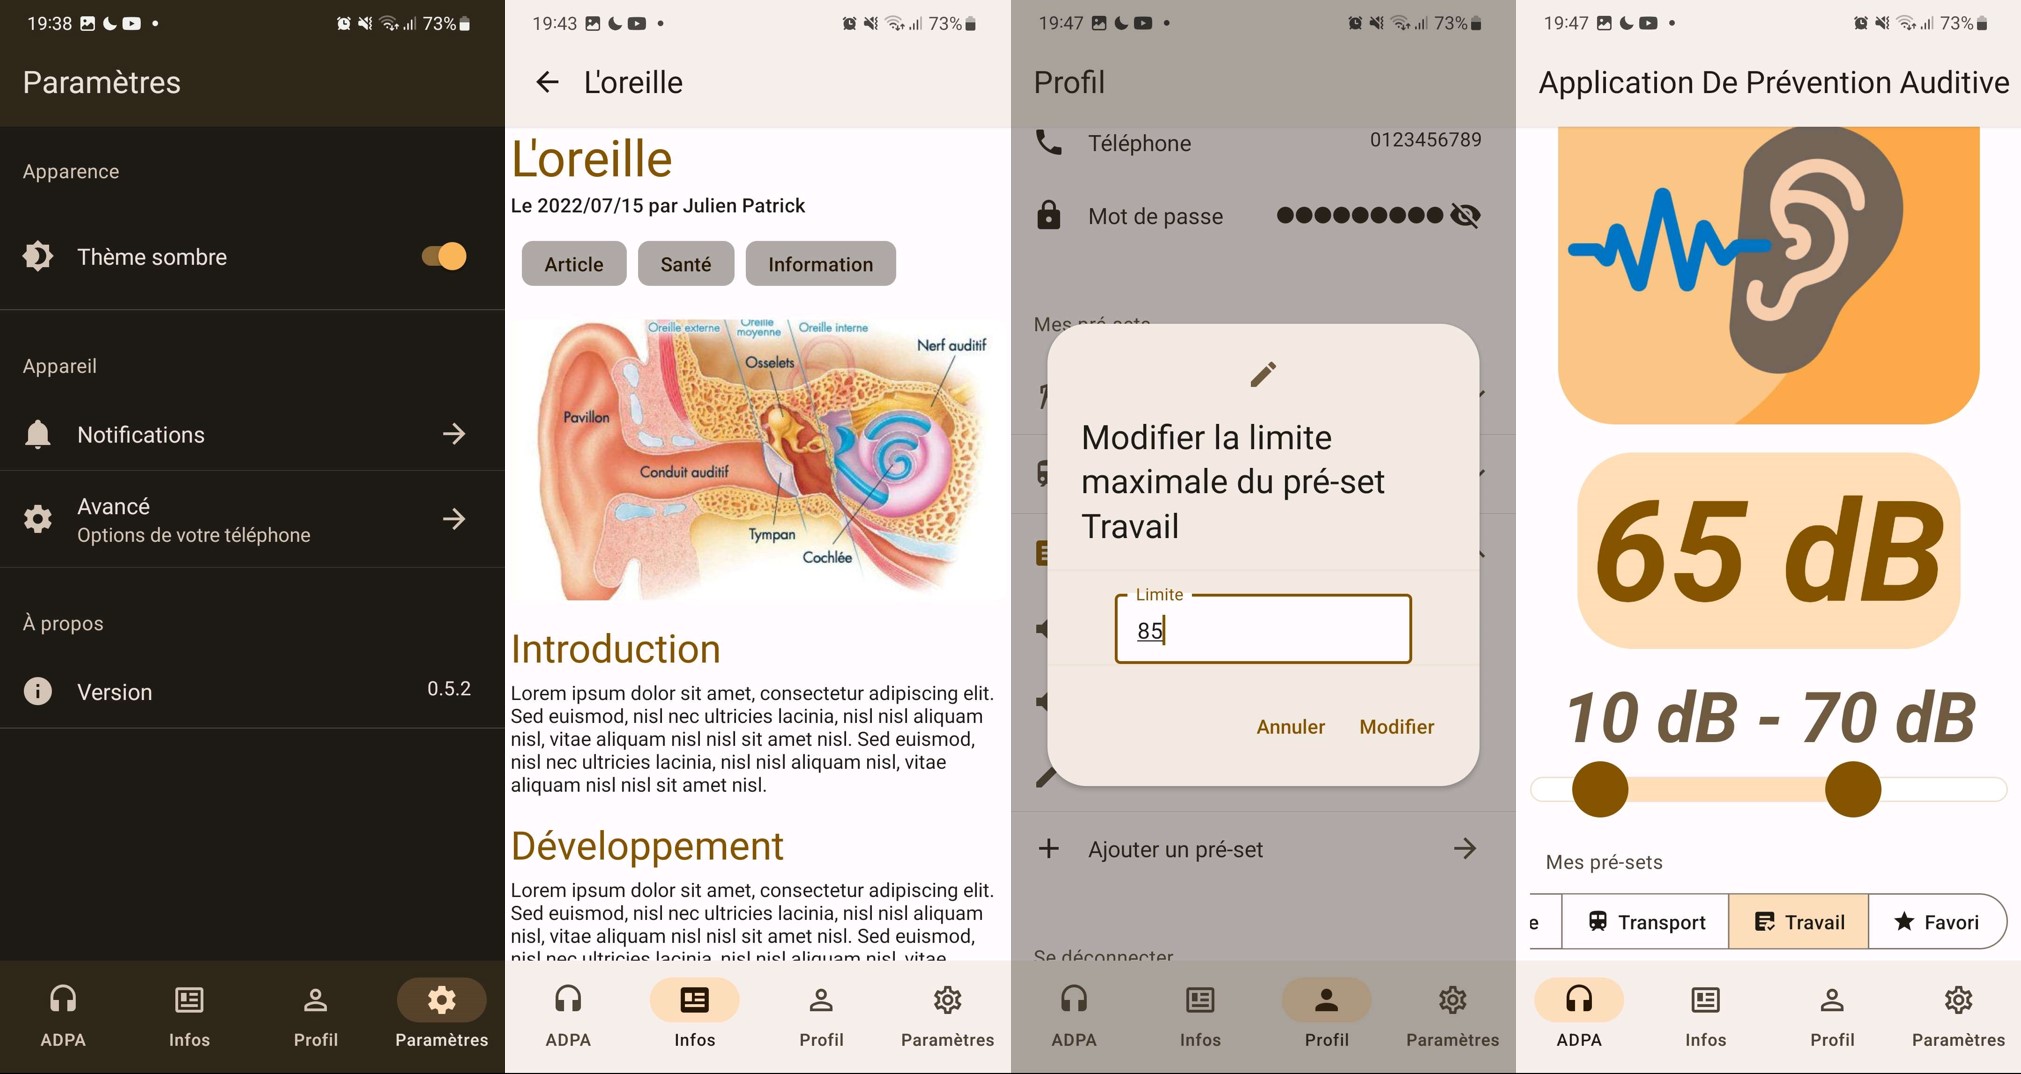 19:38
73%
Paramètres
Apparence
Thème sombre
Appareil
Notifications
Avancé
Options de votre téléphone
À propos
Version 0.5.2
ADPA Infos Profil Paramètres
19:43
73%
L'oreille
L'oreille
Le 2022/07/15 par Julien Patrick
Article Santé Information
Oreille externe Oreille moyenne Oreille interne
Nerf auditif
Osselets
Pavillon
Conduit auditif
Tympan
Cochlée
Introduction
Lorem ipsum dolor sit amet, consectetur adipiscing elit.
Sed euismod, nisl nec ultricies lacinia, nisl nisl aliquam
nisl, vitae aliquam nisl nisl sit amet nisl. Sed euismod,
nisl nec ultricies lacinia, nisl nisl aliquam nisl, vitae
aliquam nisl nisl sit amet nisl.
Développement
Lorem ipsum dolor sit amet, consectetur adipiscing elit.
Sed euismod, nisl nec ultricies lacinia, nisl nisl aliquam
nisl, vitae aliquam nisl nisl sit amet nisl. Sed euismod,
nisl nec ultricies lacinia, nisl nisl aliquam nisl, vitae
ADPA Infos Profil Paramètres
19:47
73%
Profil
Téléphone 0123456789
Mot de passe
Mes pré-sets
Modifier la limite
maximale du pré-set
Travail
Limite
85
Annuler Modifier
Ajouter un pré-set
Se déconnecter
ADPA Infos Profil Paramètres
19:47
73%
Application De Prévention Auditive
65 dB
10 dB - 70 dB
Mes pré-sets
e Transport Travail Favori
ADPA Infos Profil Paramètres